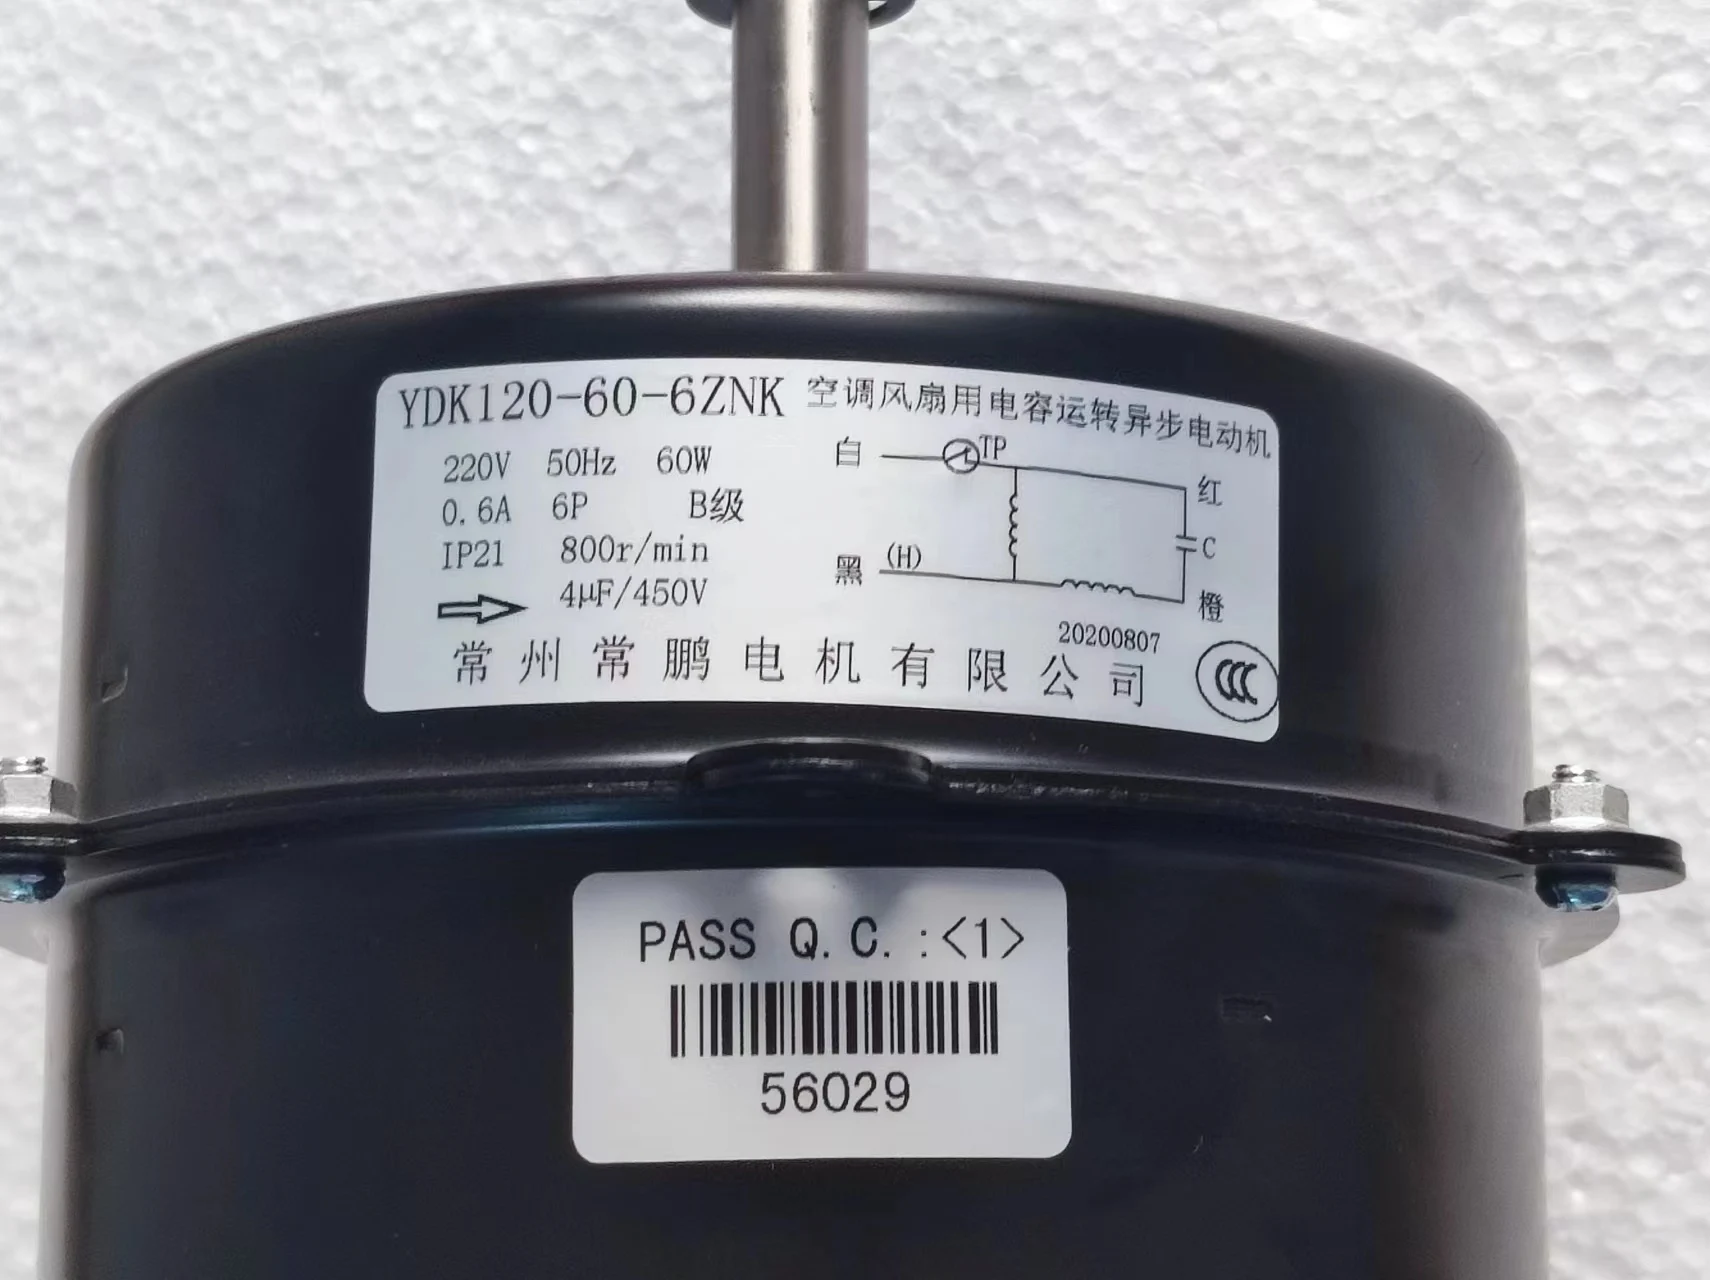 YDK120-60-6ZNK 空调风扇用电容运转异步电动机
220V 50Hz 60W
0.6A 6P B级
IP21 800r/min
4μF/450V
自 TP 红
C
黑 (H) 橙
20200807
常州常鹏电机有限公司
CCC
PASS Q.C.:<1>
56029